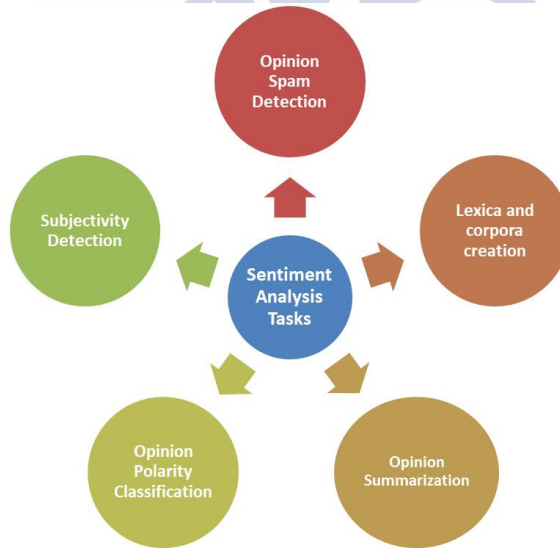 Opinion
Spam
Detection
Subjectivity
Detection
Lexica and
corpora
creation
Sentiment
Analysis
Tasks
Opinion
Polarity
Classification
Opinion
Summarization